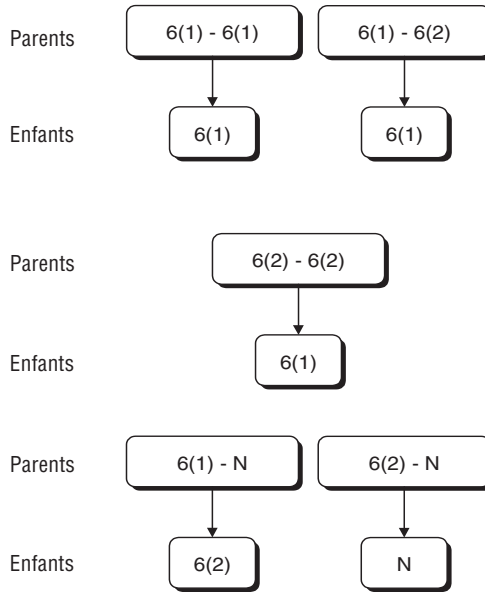 Parents 6(1) - 6(1) 6(1) - 6(2)
Enfants 6(1) 6(1)
Parents 6(2) - 6(2)
Enfants 6(1)
Parents 6(1) - N 6(2) - N
Enfants 6(2) N